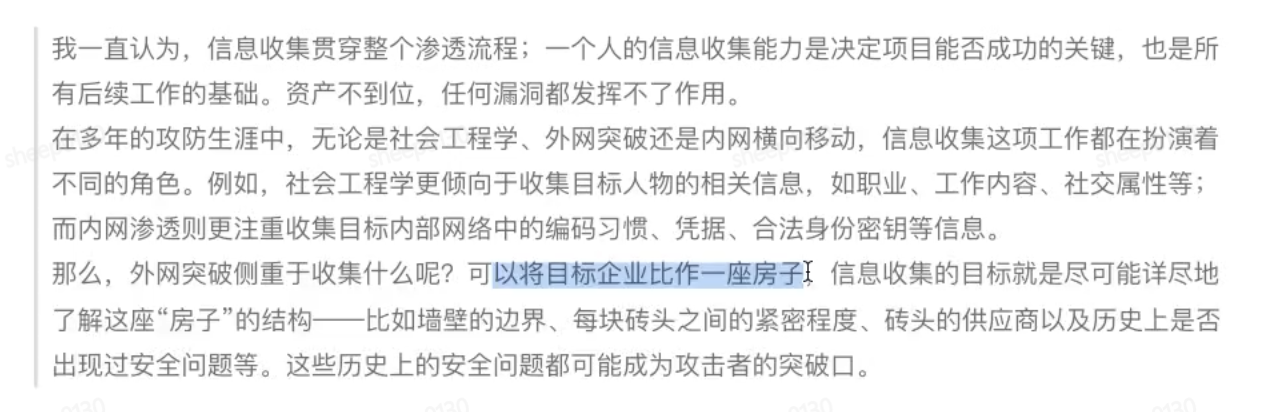 我一直认为，信息收集贯穿整个渗透流程；一个人的信息收集能力是决定项目能否成功的关键，也是所
有后续工作的基础。资产不到位，任何漏洞都发挥不了作用。
在多年的攻防生涯中，无论是社会工程学、外网突破还是内网横向移动，信息收集这项工作都在扮演着
不同的角色。例如，社会工程学更倾向于收集目标人物的相关信息，如职业、工作内容、社交属性等；
而内网渗透则更注重收集目标内部网络中的编码习惯、凭据、合法身份密钥等信息。
那么，外网突破侧重于收集什么呢？可以将目标企业比作一座房子，信息收集的目标就是尽可能详尽地
了解这座“房子”的结构——比如墙壁的边界、每块砖头之间的紧密程度、砖头的供应商以及历史上是否
出现过安全问题等。这些历史上的安全问题都可能成为攻击者的突破口。